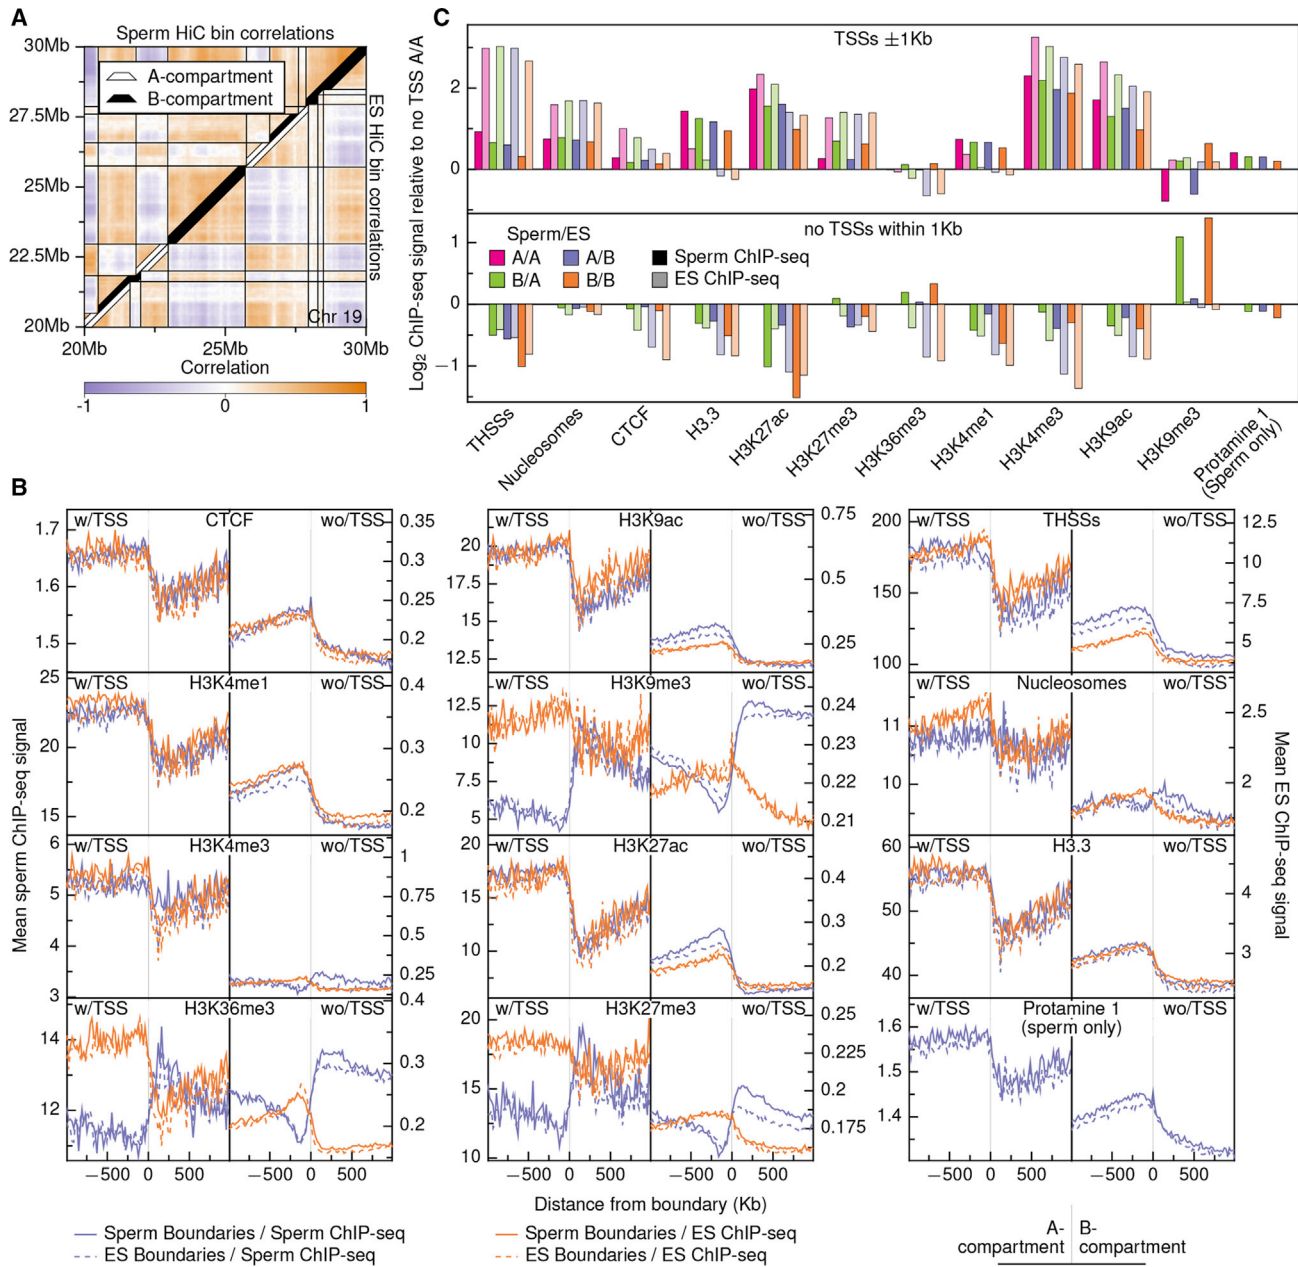 A
Sperm HiC bin correlations
30Mb
27.5Mb
25Mb
22.5Mb
20Mb
A-compartment
B-compartment
ES HiC bin correlations
Chr 19
20Mb 25Mb 30Mb
Correlation
-1 0 1
C
Log2 ChIP-seq signal relative to no TSS A/A
TSSs ±1Kb
2
0
no TSSs within 1Kb
1
0
−1
Sperm/ES
A/A A/B Sperm ChIP-seq
B/A B/B ES ChIP-seq
THSSs
Nucleosomes
CTCF
H3.3
H3K27ac
H3K27me3
H3K36me3
H3K4me1
H3K4me3
H3K9ac
H3K9me3
Protamine 1
(Sperm only)
B
Mean sperm ChIP-seq signal
w/TSS CTCF wo/TSS
1.7
1.6
1.5
0.35
0.3
0.25
0.2
w/TSS H3K4me1 wo/TSS
25
20
15
0.4
0.3
0.2
w/TSS H3K4me3 wo/TSS
6
5
4
3
1
0.75
0.5
0.25
w/TSS H3K36me3 wo/TSS
14
12
0.4
0.3
0.2
−500 0 500 −500 0 500
w/TSS H3K9ac wo/TSS
20
17.5
15
12.5
0.75
0.5
0.25
w/TSS H3K9me3 wo/TSS
12.5
10
7.5
5
0.24
0.23
0.22
0.21
w/TSS H3K27ac wo/TSS
20
15
10
0.4
0.3
0.2
w/TSS H3K27me3 wo/TSS
20
17.5
15
12.5
10
0.25
0.225
0.2
0.175
−500 0 500 −500 0 500
Distance from boundary (Kb)
w/TSS THSSs wo/TSS
200
150
100
12.5
10
7.5
5
w/TSS Nucleosomes wo/TSS
11
10
2.5
2
w/TSS H3.3 wo/TSS
60
50
40
4
3
w/TSS Protamine 1 wo/TSS
(sperm only)
1.6
1.5
1.4
−500 0 500 −500 0 500
Mean ES ChIP-seq signal
Sperm Boundaries / Sperm ChIP-seq
ES Boundaries / Sperm ChIP-seq
Sperm Boundaries / ES ChIP-seq
ES Boundaries / ES ChIP-seq
A- B-
compartment compartment